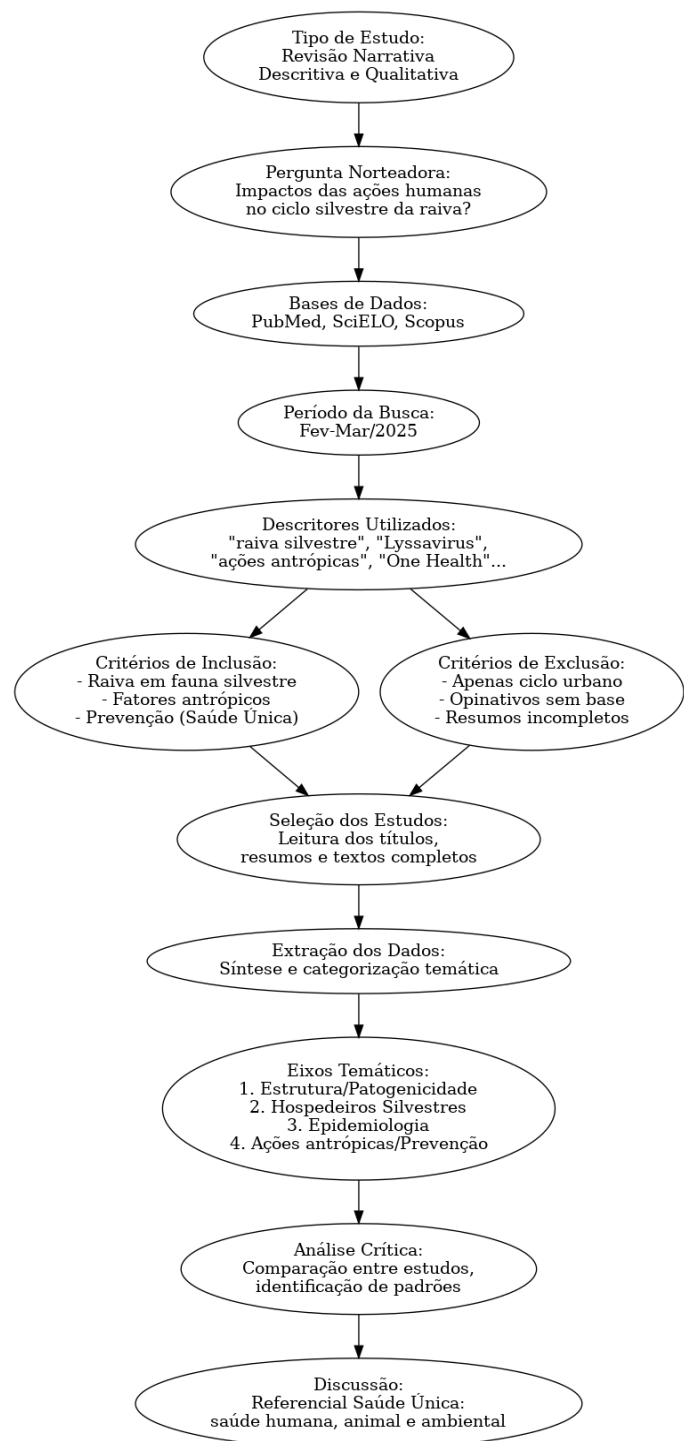 Tipo de Estudo:
Revisão Narrativa
Descritiva e Qualitativa
Pergunta Norteadora:
Impactos das ações humanas
no ciclo silvestre da raiva?
Bases de Dados:
PubMed, SciELO, Scopus
Período da Busca:
Fev-Mar/2025
Descritores Utilizados:
"raiva silvestre", "Lyssavirus",
"ações antrópicas", "One Health"...
Critérios de Inclusão:
- Raiva em fauna silvestre
- Fatores antrópicos
- Prevenção (Saúde Única)
Critérios de Exclusão:
- Apenas ciclo urbano
- Opinativos sem base
- Resumos incompletos
Seleção dos Estudos:
Leitura dos títulos,
resumos e textos completos
Extração dos Dados:
Síntese e categorização temática
Eixos Temáticos:
1. Estrutura/Patogenicidade
2. Hospedeiros Silvestres
3. Epidemiologia
4. Ações antrópicas/Prevenção
Análise Crítica:
Comparação entre estudos,
identificação de padrões
Discussão:
Referencial Saúde Única:
saúde humana, animal e ambiental